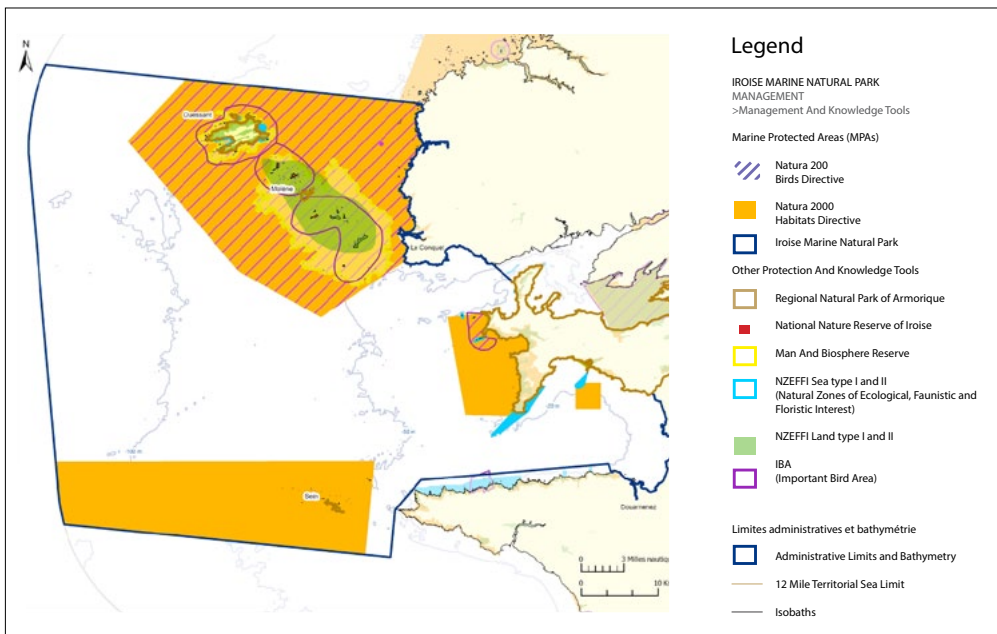 N
Ouessant
Molène
Le Conquet
Sein
Douarnenez
-100 m
-50 m
-20 m
3 Milles nautiq
10 K
Legend
IROISE MARINE NATURAL PARK
MANAGEMENT
>Management And Knowledge Tools
Marine Protected Areas (MPAs)
Natura 200
Birds Directive
Natura 2000
Habitats Directive
Iroise Marine Natural Park
Other Protection And Knowledge Tools
Regional Natural Park of Armorique
National Nature Reserve of Iroise
Man And Biosphere Reserve
NZEFFI Sea type I and II
(Natural Zones of Ecological, Faunistic and
Floristic Interest)
NZEFFI Land type I and II
IBA
(Important Bird Area)
Limites administratives et bathymétrie
Administrative Limits and Bathymetry
12 Mile Territorial Sea Limit
Isobaths